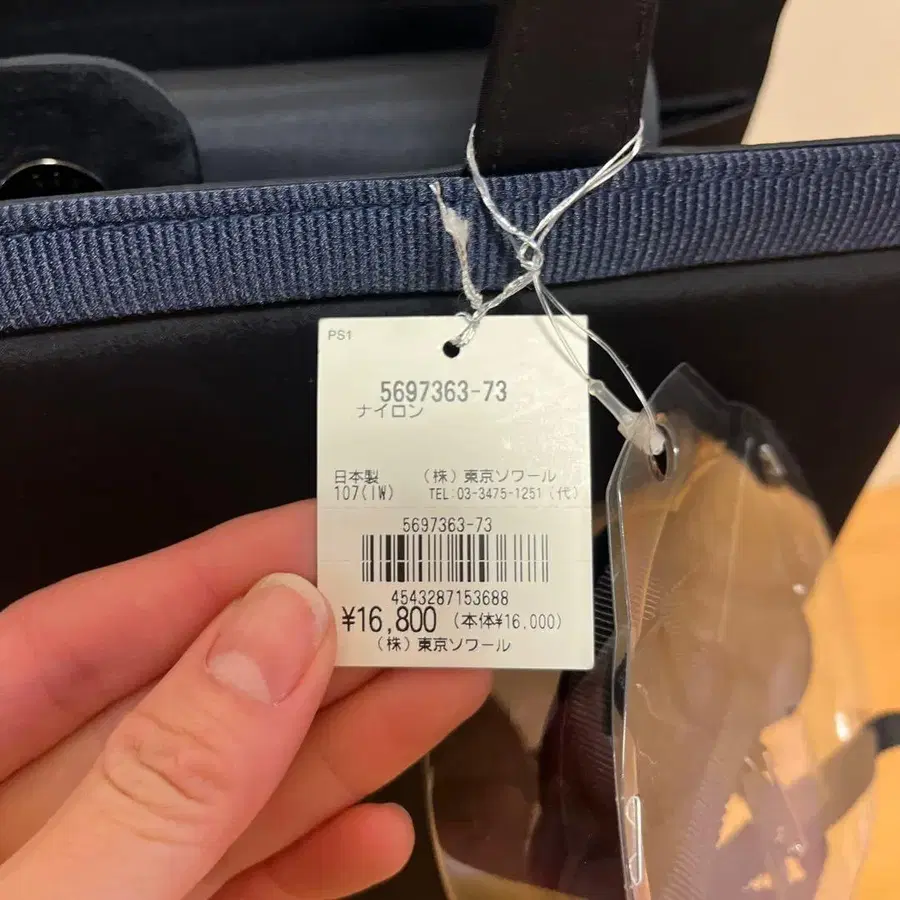 PS1
5697363-73
ナイロン
日本製 (株)東京ソワール
107(IW) TEL:03-3475-1251(代)
5697363-73
4543287153688
¥16,800 (本体¥16,000)
(株)東京ソワール